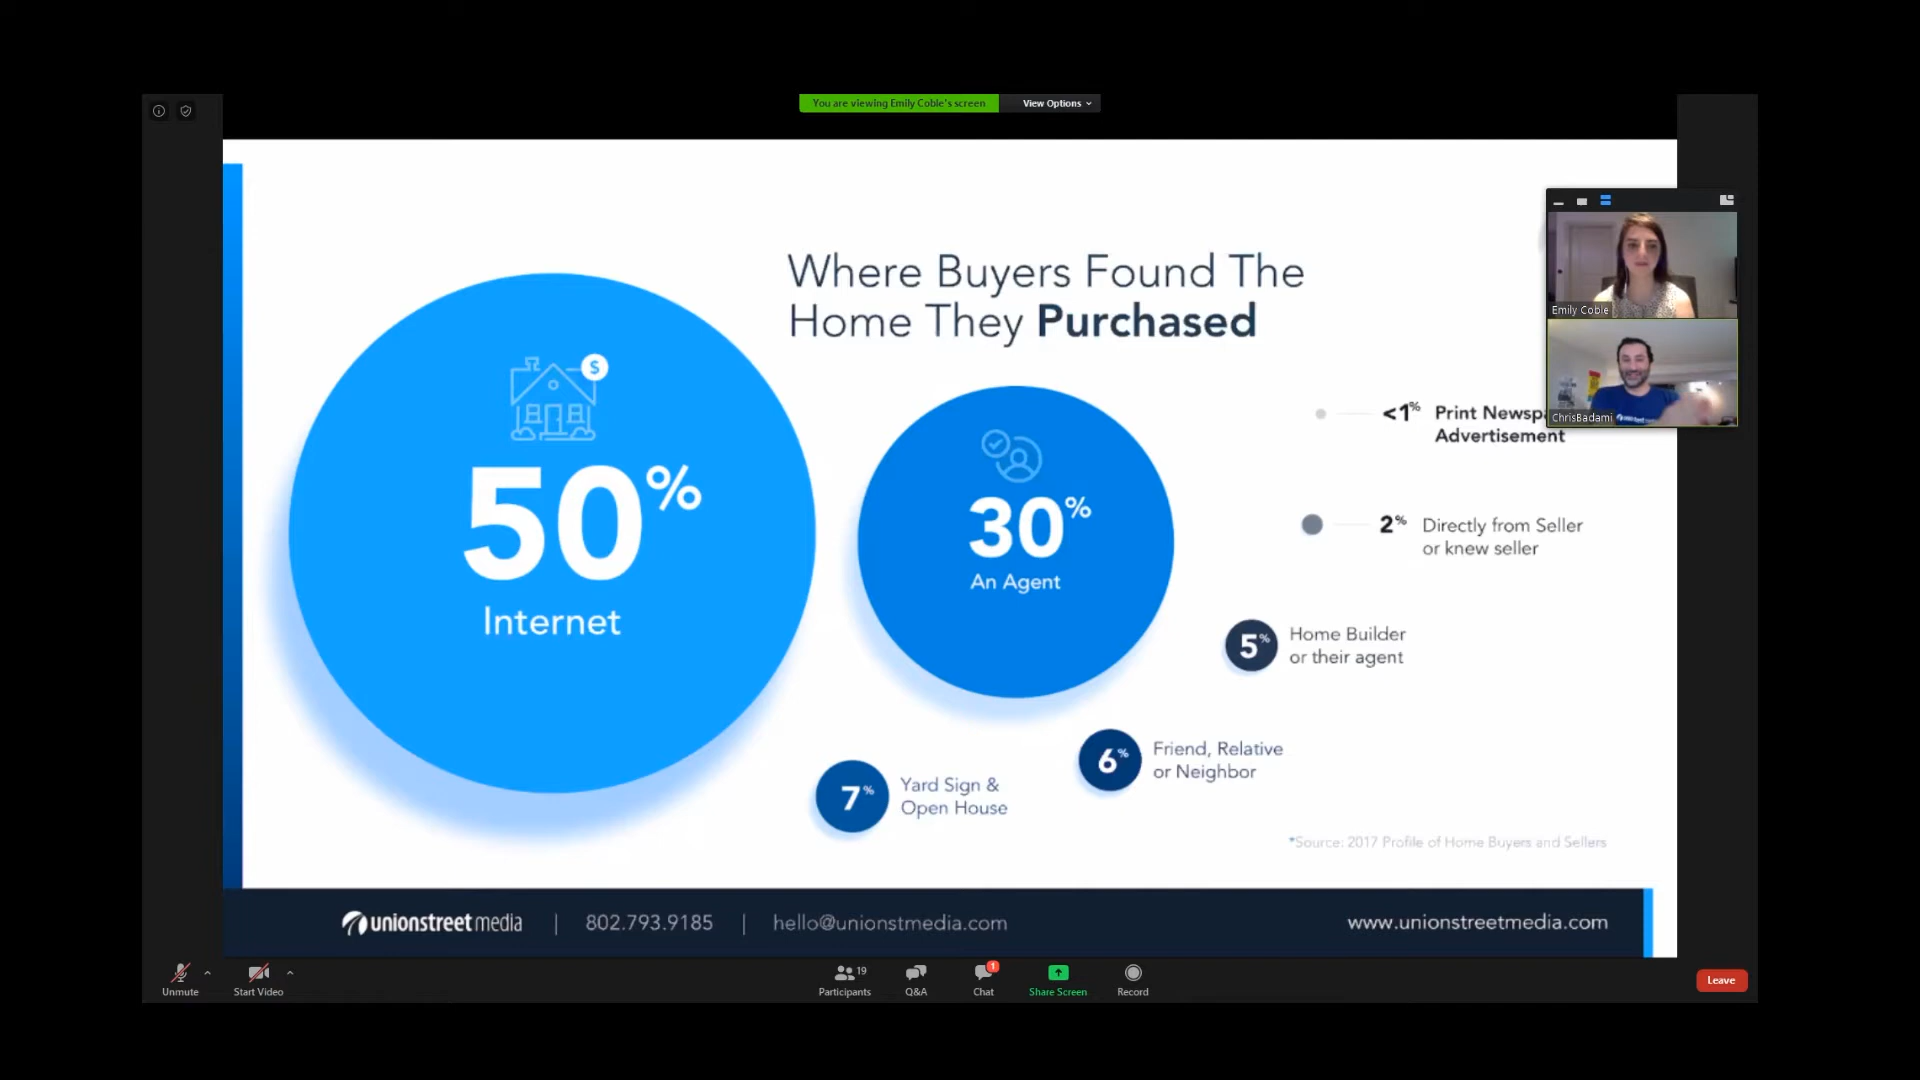 You are viewing Emily Coble's screen
View Options
Where Buyers Found The
Home They Purchased
$
50%
Internet
30%
An Agent
<1%
Advertisement
2% Directly from Seller
or knew seller
5% Home Builder
or their agent
6% Friend, Relative
or Neighbor
7% Yard Sign &
Open House
*Source: 2017 Profile of Home Buyers and Sellers
Emily Coble
ChrisBadami
unionstreet media | 802.793.9185 | hello@unionstmedia.com
www.unionstreetmedia.com
Unmute
Start Video
19
Participants
Q&A
1
Chat
Share Screen
Record
Leave